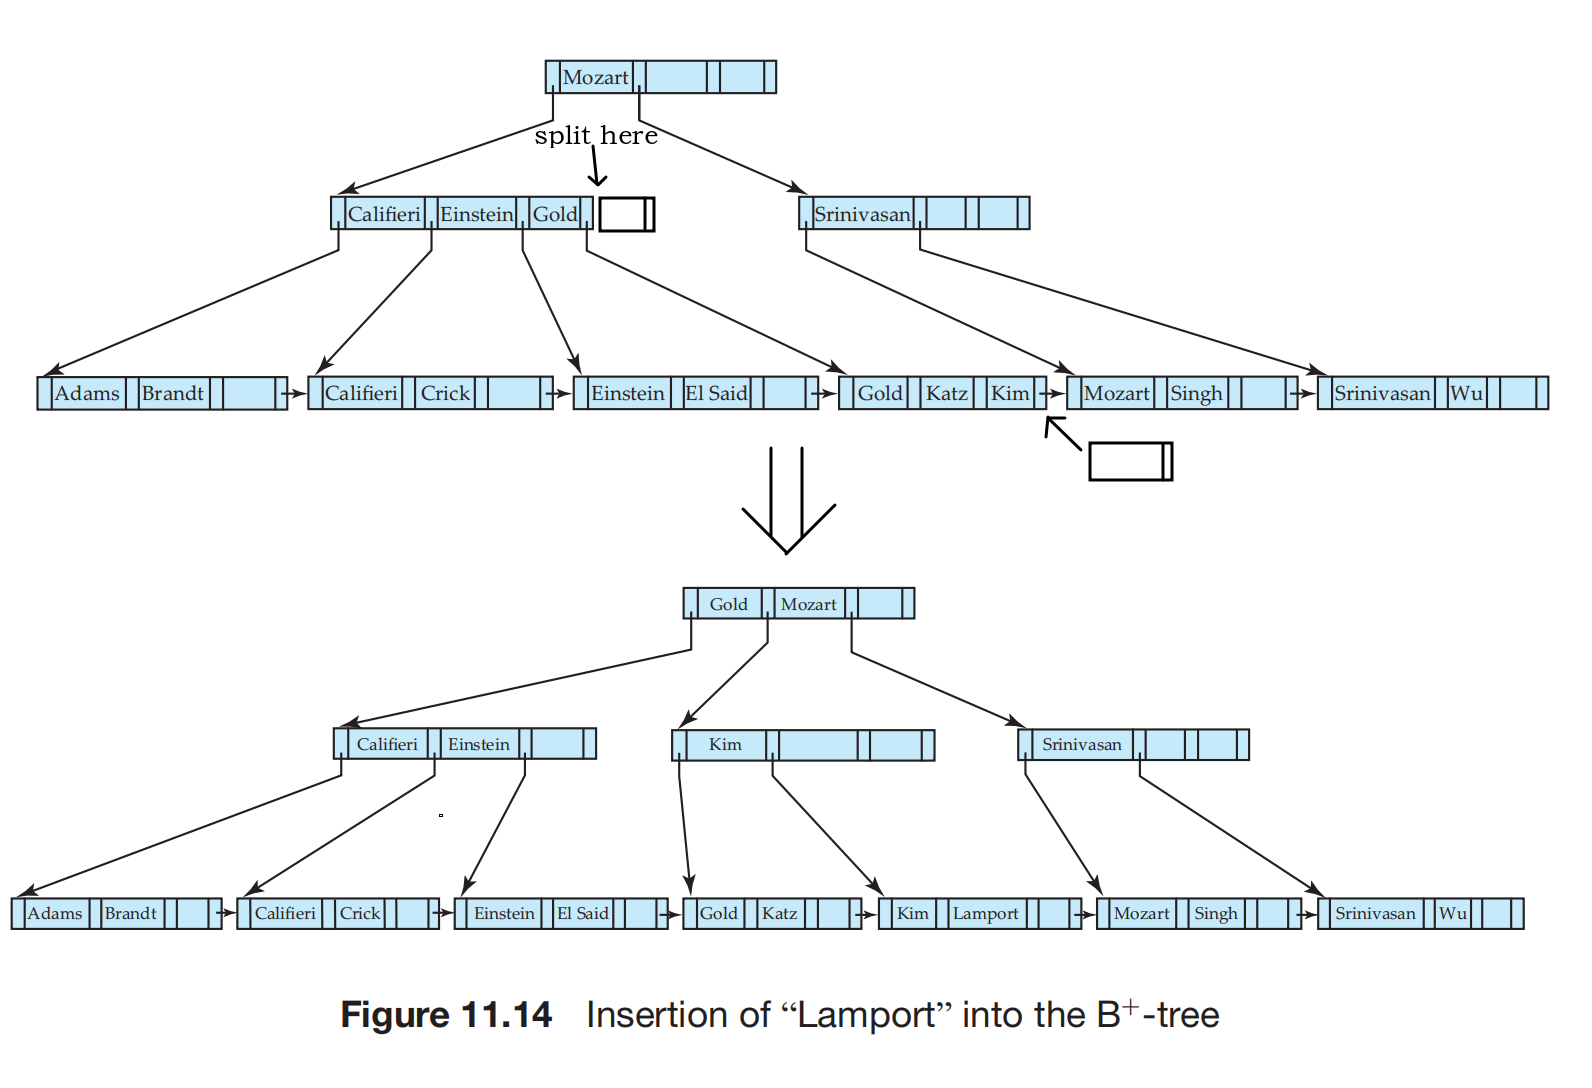 Mozart
split here
Califieri Einstein Gold Srinivasan
Adams Brandt Califieri Crick Einstein El Said Gold Katz Kim Mozart Singh Srinivasan Wu
Gold Mozart
Califieri Einstein Kim Srinivasan
Adams Brandt Califieri Crick Einstein El Said Gold Katz Kim Lamport Mozart Singh Srinivasan Wu
Figure 11.14 Insertion of “Lamport” into the B⁺-tree